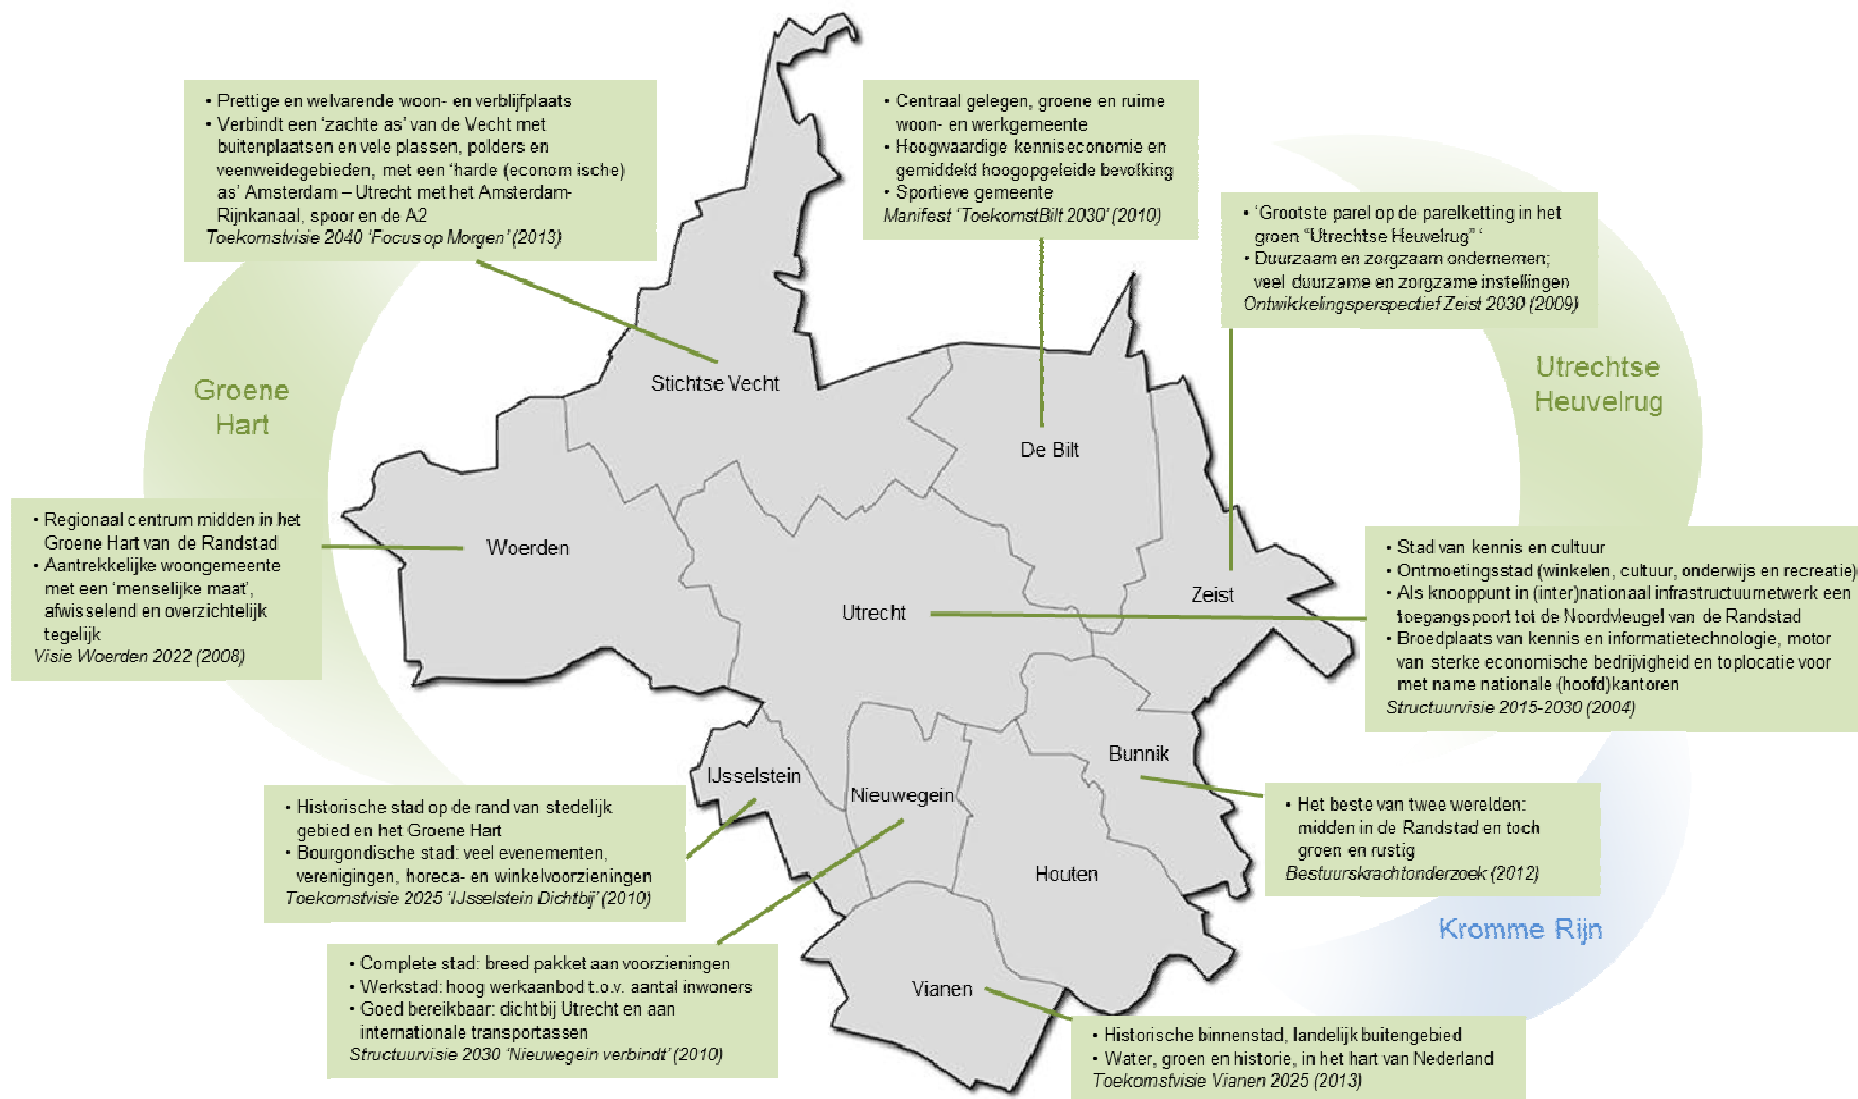 • Prettige en welvarende woon- en verblijfplaats
• Verbindt een ‘zachte as’ van de Vecht met
buitenplaatsen en vele plassen, polders en
veenweidegebieden, met een ‘harde (economische)
as’ Amsterdam – Utrecht met het Amsterdam-
Rijnkanaal, spoor en de A2
Toekomstvisie 2040 ‘Focus op Morgen’ (2013)
• Centraal gelegen, groene en ruime
woon- en werkgemeente
• Hoogwaardige kenniseconomie en
gemiddeld hoogopgeleide bevolking
• Sportieve gemeente
Manifest ‘ToekomstBilt 2030’ (2010)
• ‘Grootste parel op de parelketting in het
groen “Utrechtse Heuvelrug” ‘
• Duurzaam en zorgzaam ondernemen;
veel duurzame en zorgzame instellingen
Ontwikkelingsperspectief Zeist 2030 (2009)
Groene
Hart
Utrechtse
Heuvelrug
Stichtse Vecht
De Bilt
• Regionaal centrum midden in het
Groene Hart van de Randstad
• Aantrekkelijke woongemeente
met een ‘menselijke maat’,
afwisselend en overzichtelijk
tegelijk
Visie Woerden 2022 (2008)
Woerden
Utrecht
Zeist
• Stad van kennis en cultuur
• Ontmoetingsstad (winkelen, cultuur, onderwijs en recreatie)
• Als knooppunt in (inter)nationaal infrastructuurnetwerk een
toegangspoort tot de Noordvleugel van de Randstad
• Broedplaats van kennis en informatietechnologie, motor
van sterke economische bedrijvigheid en toplocatie voor
met name nationale (hoofd)kantoren
Structuurvisie 2015-2030 (2004)
IJsselstein
Nieuwegein
Bunnik
Houten
• Historische stad op de rand van stedelijk
gebied en het Groene Hart
• Bourgondische stad: veel evenementen,
verenigingen, horeca- en winkelvoorzieningen
Toekomstvisie 2025 ‘IJsselstein Dichtbij’ (2010)
• Het beste van twee werelden:
midden in de Randstad en toch
groen en rustig
Bestuurskrachtonderzoek (2012)
Kromme Rijn
• Complete stad: breed pakket aan voorzieningen
• Werkstad: hoog werkaanbod t.o.v. aantal inwoners
• Goed bereikbaar: dichtbij Utrecht en aan
internationale transportassen
Structuurvisie 2030 ‘Nieuwegein verbindt’ (2010)
Vianen
• Historische binnenstad, landelijk buitengebied
• Water, groen en historie, in het hart van Nederland
Toekomstvisie Vianen 2025 (2013)